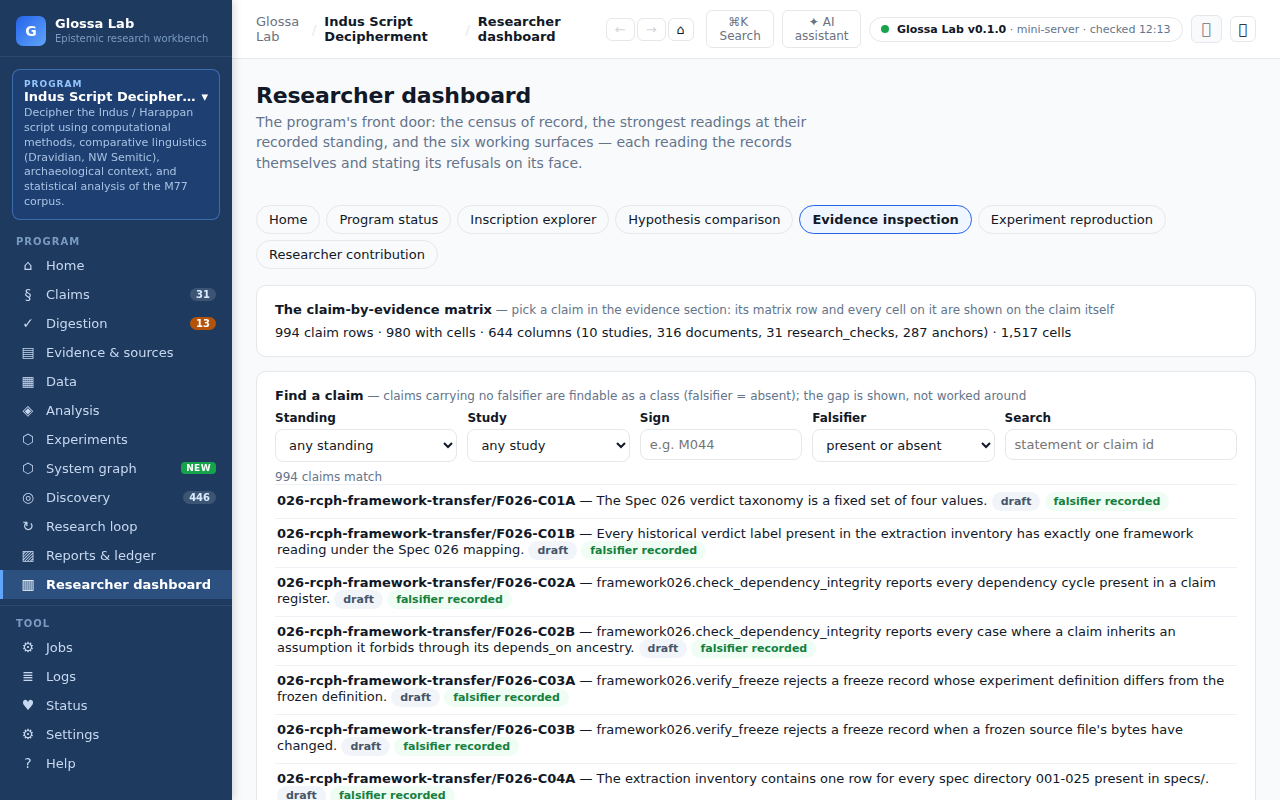 G
Glossa Lab
Epistemic research workbench
PROGRAM
Indus Script Decipher... ▾
Decipher the Indus / Harappan
script using computational
methods, comparative linguistics
(Dravidian, NW Semitic),
archaeological context, and
statistical analysis of the M77
corpus.
PROGRAM
⌂ Home
§ Claims 31
✓ Digestion 13
Evidence & sources
Data
Analysis
Experiments
System graph NEW
Discovery 446
Research loop
Reports & ledger
Researcher dashboard
TOOL
Jobs
Logs
Status
Settings
? Help
Glossa Lab / Indus Script Decipherment / Researcher dashboard
← → ⌂
⌘K Search
✦ AI assistant
Glossa Lab v0.1.0 · mini-server · checked 12:13
Researcher dashboard
The program's front door: the census of record, the strongest readings at their
recorded standing, and the six working surfaces — each reading the records
themselves and stating its refusals on its face.
Home Program status Inscription explorer Hypothesis comparison Evidence inspection Experiment reproduction
Researcher contribution
The claim-by-evidence matrix — pick a claim in the evidence section: its matrix row and every cell on it are shown on the claim itself
994 claim rows · 980 with cells · 644 columns (10 studies, 316 documents, 31 research_checks, 287 anchors) · 1,517 cells
Find a claim — claims carrying no falsifier are findable as a class (falsifier = absent); the gap is shown, not worked around
Standing Study Sign Falsifier Search
any standing any study e.g. M044 present or absent statement or claim id
994 claims match
026-rcph-framework-transfer/F026-C01A — The Spec 026 verdict taxonomy is a fixed set of four values. draft falsifier recorded
026-rcph-framework-transfer/F026-C01B — Every historical verdict label present in the extraction inventory has exactly one framework
reading under the Spec 026 mapping. draft falsifier recorded
026-rcph-framework-transfer/F026-C02A — framework026.check_dependency_integrity reports every dependency cycle present in a claim
register. draft falsifier recorded
026-rcph-framework-transfer/F026-C02B — framework026.check_dependency_integrity reports every case where a claim inherits an
assumption it forbids through its depends_on ancestry. draft falsifier recorded
026-rcph-framework-transfer/F026-C03A — framework026.verify_freeze rejects a freeze record whose experiment definition differs from the
frozen definition. draft falsifier recorded
026-rcph-framework-transfer/F026-C03B — framework026.verify_freeze rejects a freeze record when a frozen source file's bytes have
changed. draft falsifier recorded
026-rcph-framework-transfer/F026-C04A — The extraction inventory contains one row for every spec directory 001-025 present in specs/.
draft falsifier recorded